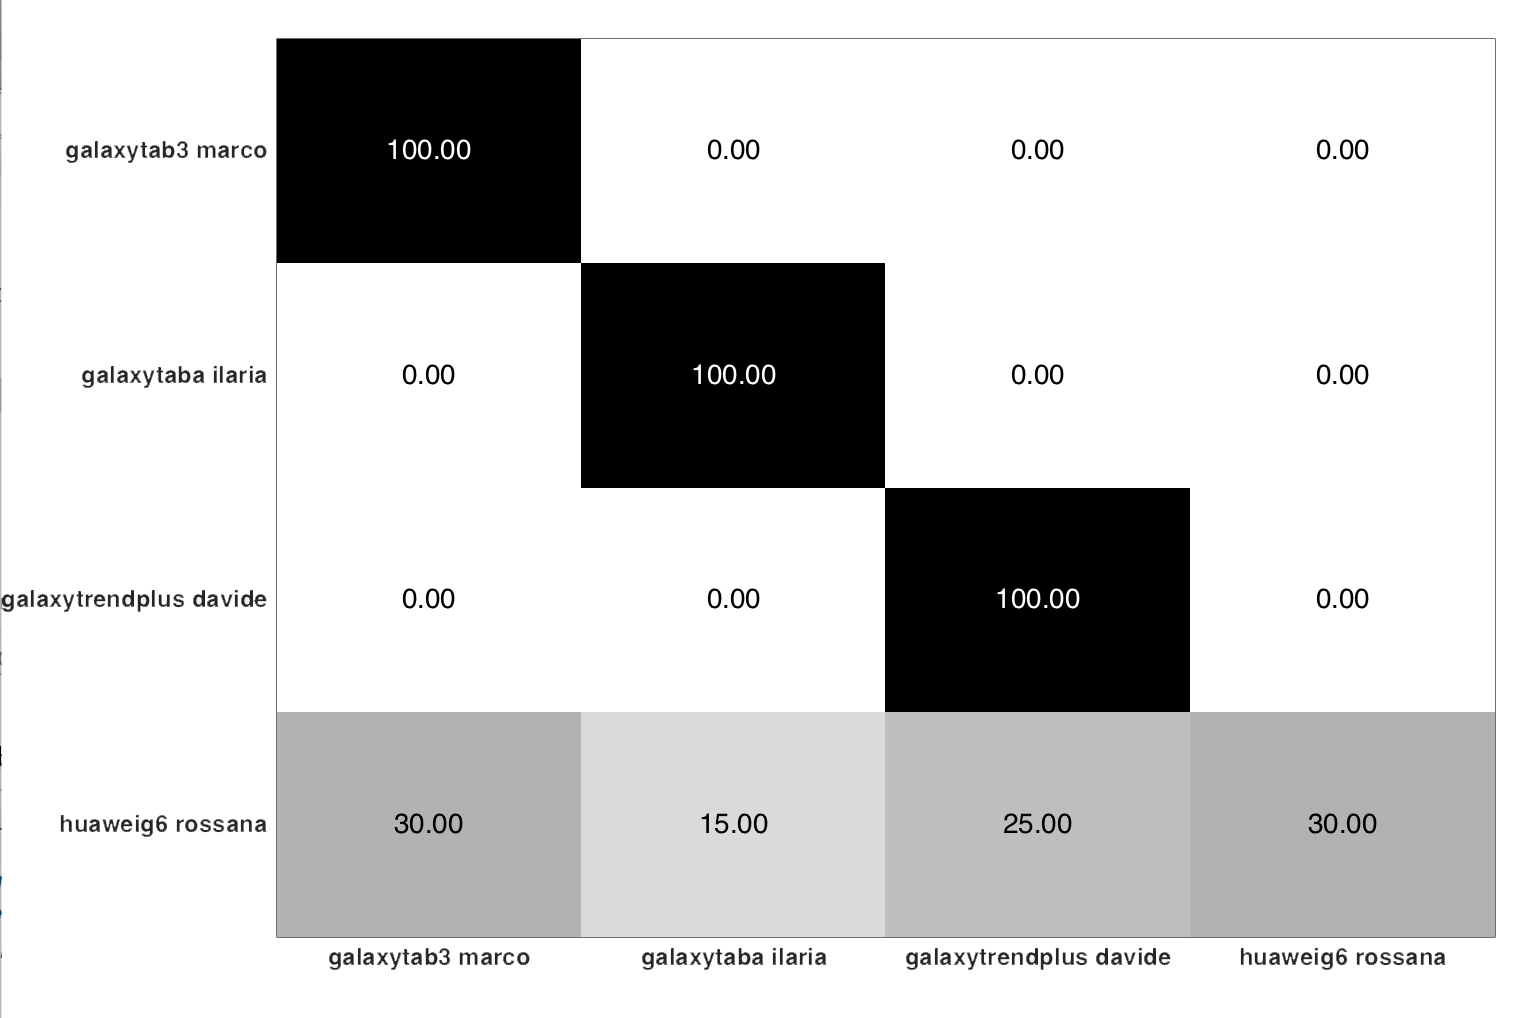 galaxytab3 marco 100.00 0.00 0.00 0.00
galaxytaba ilaria 0.00 100.00 0.00 0.00
galaxytrendplus davide 0.00 0.00 100.00 0.00
huaweig6 rossana 30.00 15.00 25.00 30.00
galaxytab3 marco galaxytaba ilaria galaxytrendplus davide huaweig6 rossana